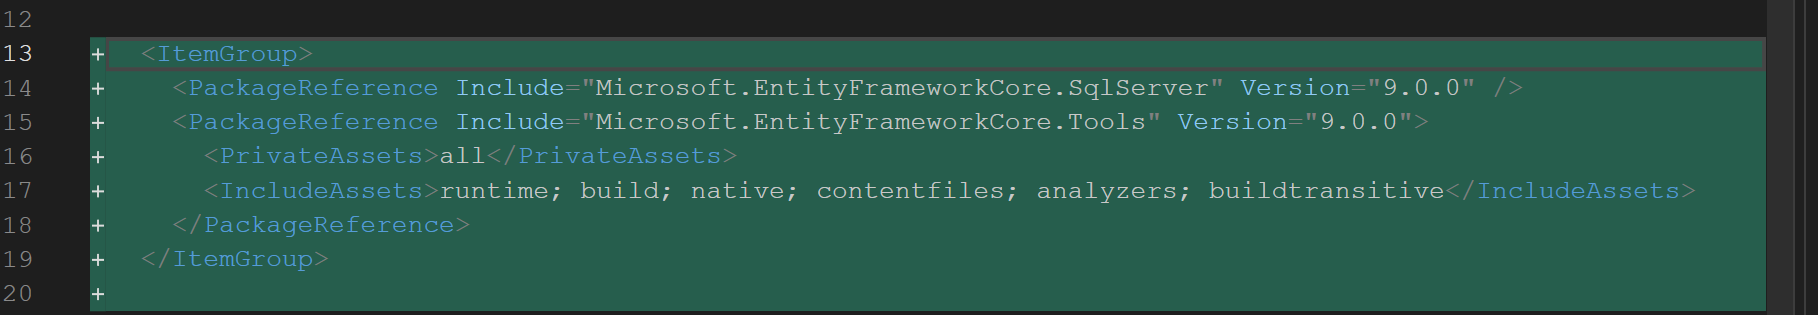 12
13 + <ItemGroup>
14 + <PackageReference Include="Microsoft.EntityFrameworkCore.SqlServer" Version="9.0.0" />
15 + <PackageReference Include="Microsoft.EntityFrameworkCore.Tools" Version="9.0.0">
16 + <PrivateAssets>all</PrivateAssets>
17 + <IncludeAssets>runtime; build; native; contentfiles; analyzers; buildtransitive</IncludeAssets>
18 + </PackageReference>
19 + </ItemGroup>
20 +